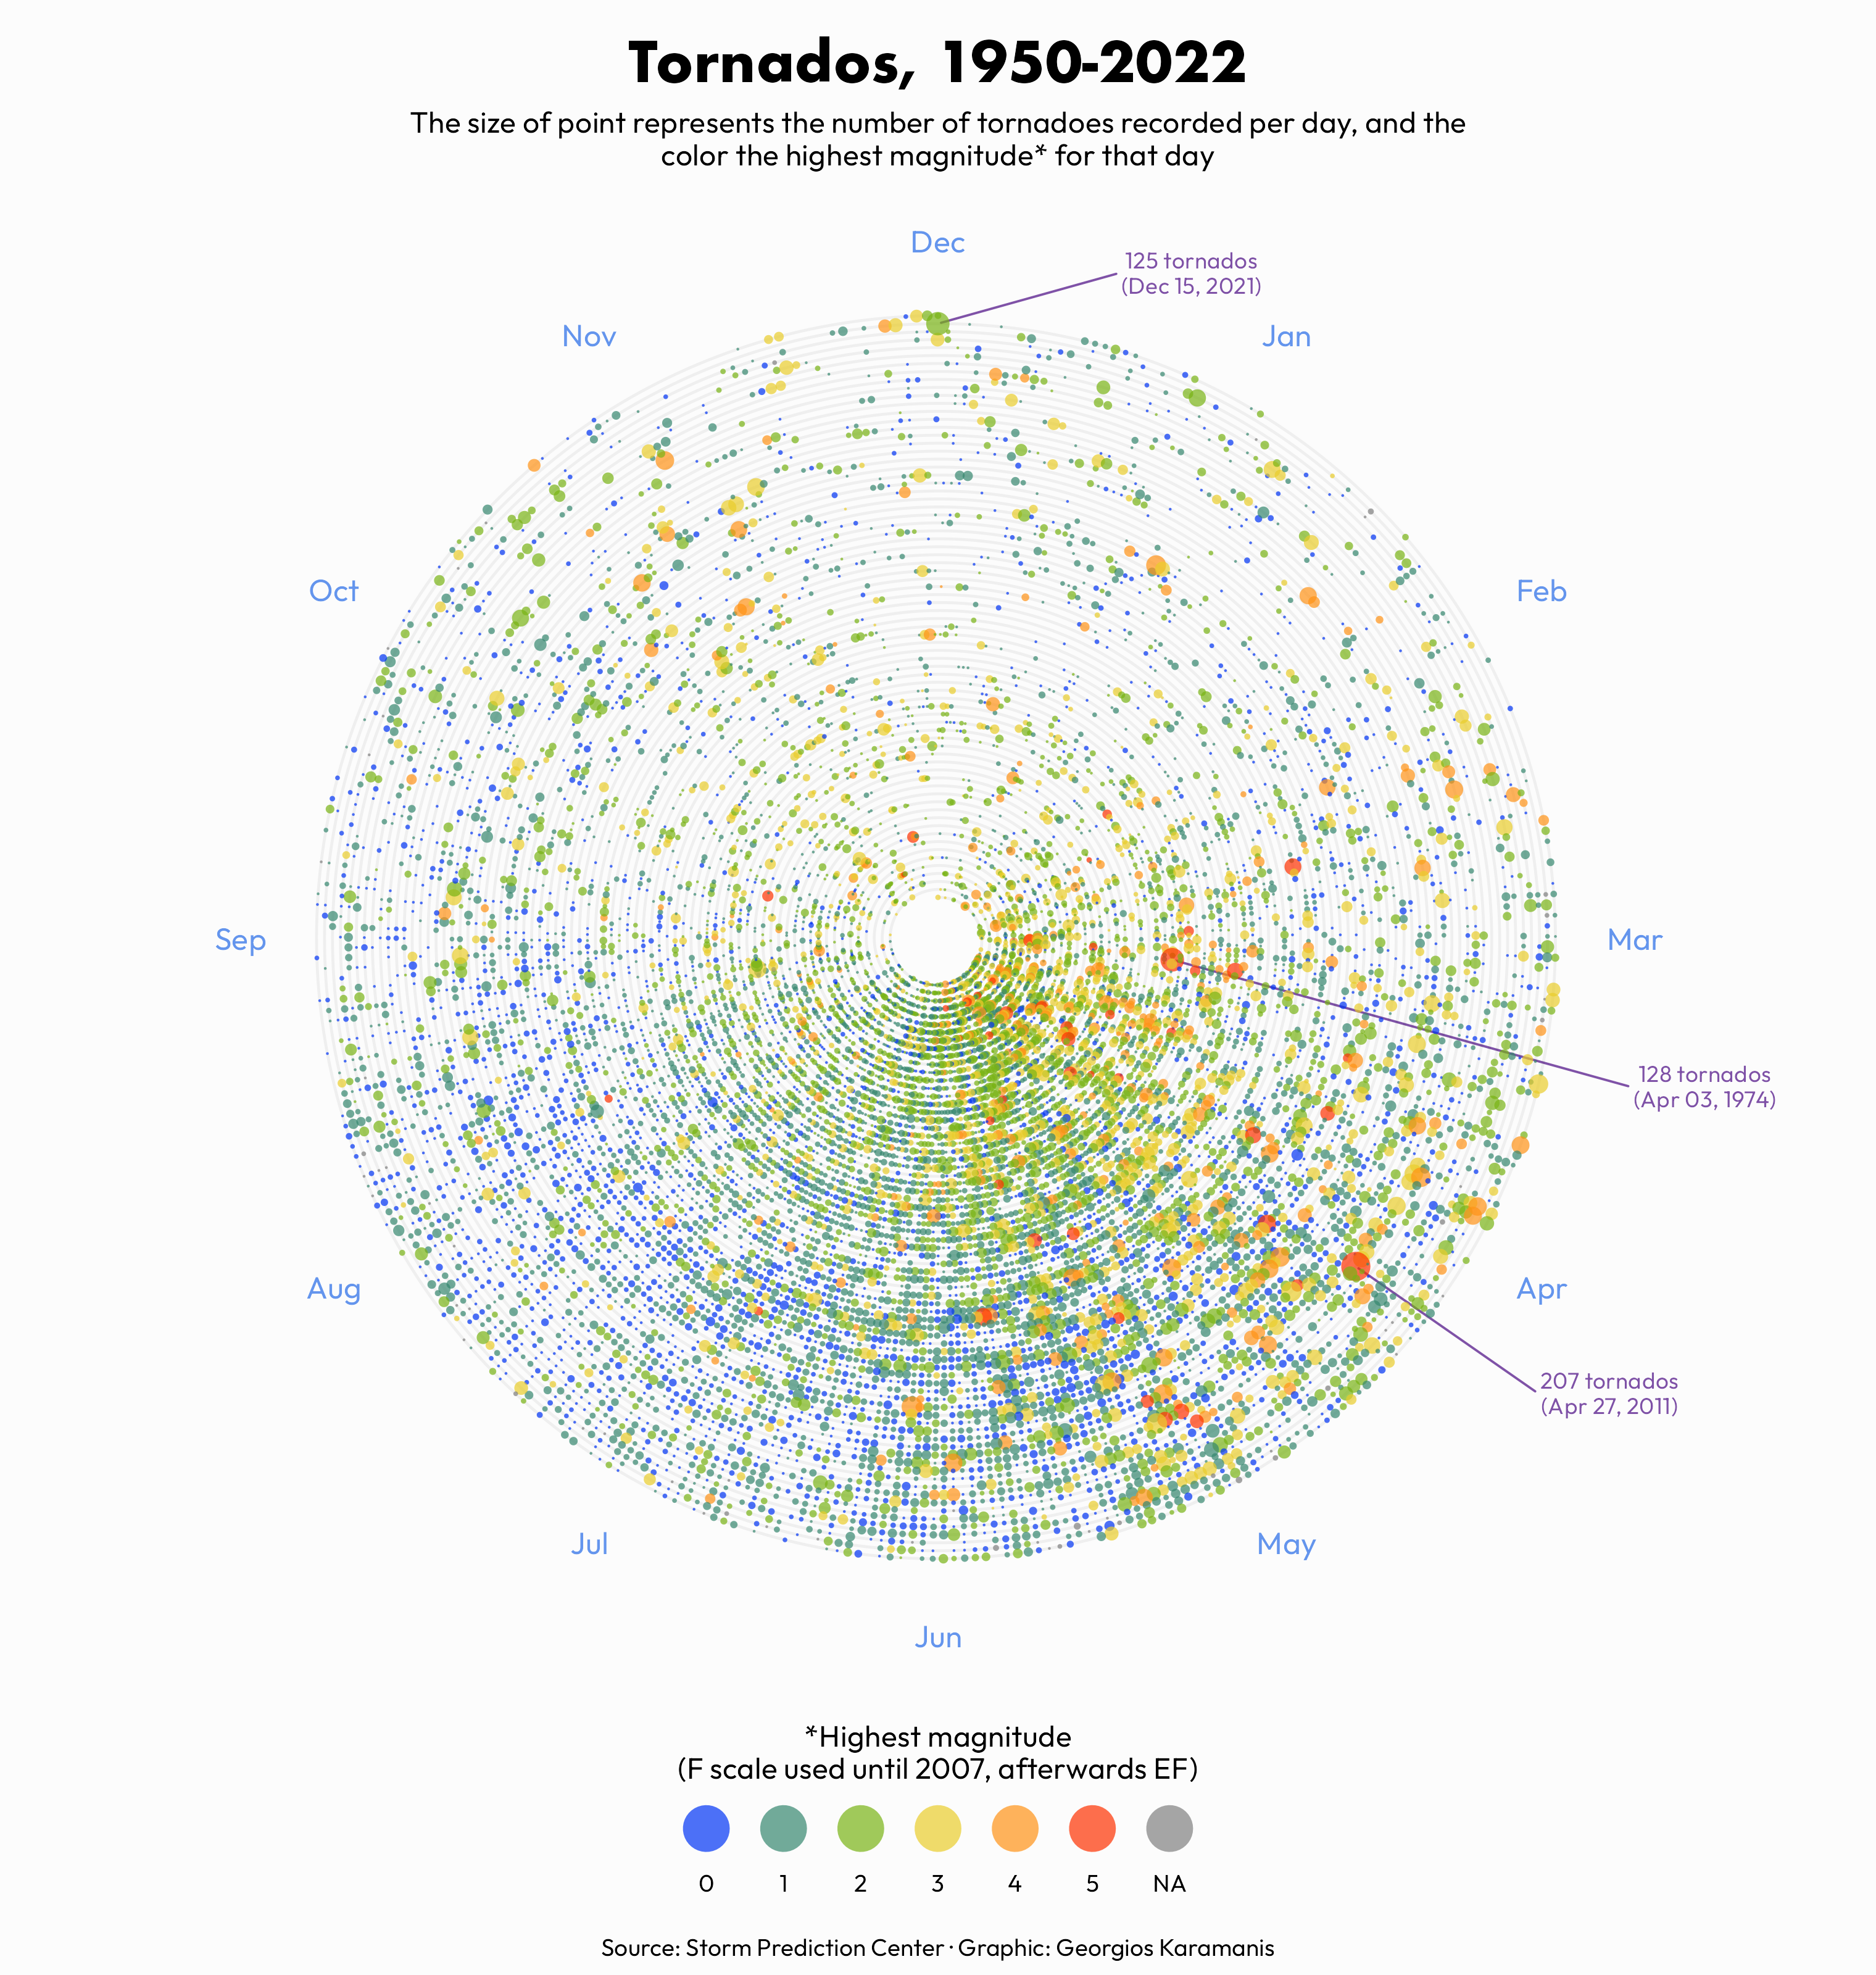 Tornados, 1950-2022
The size of point represents the number of tornadoes recorded per day, and the
color the highest magnitude* for that day
Dec
125 tornados
(Dec 15, 2021)
Nov
Jan
Oct
Feb
Sep
Mar
128 tornados
(Apr 03, 1974)
Aug
Apr
207 tornados
(Apr 27, 2011)
Jul
May
Jun
*Highest magnitude
(F scale used until 2007, afterwards EF)
0 1 2 3 4 5 NA
Source: Storm Prediction Center · Graphic: Georgios Karamanis